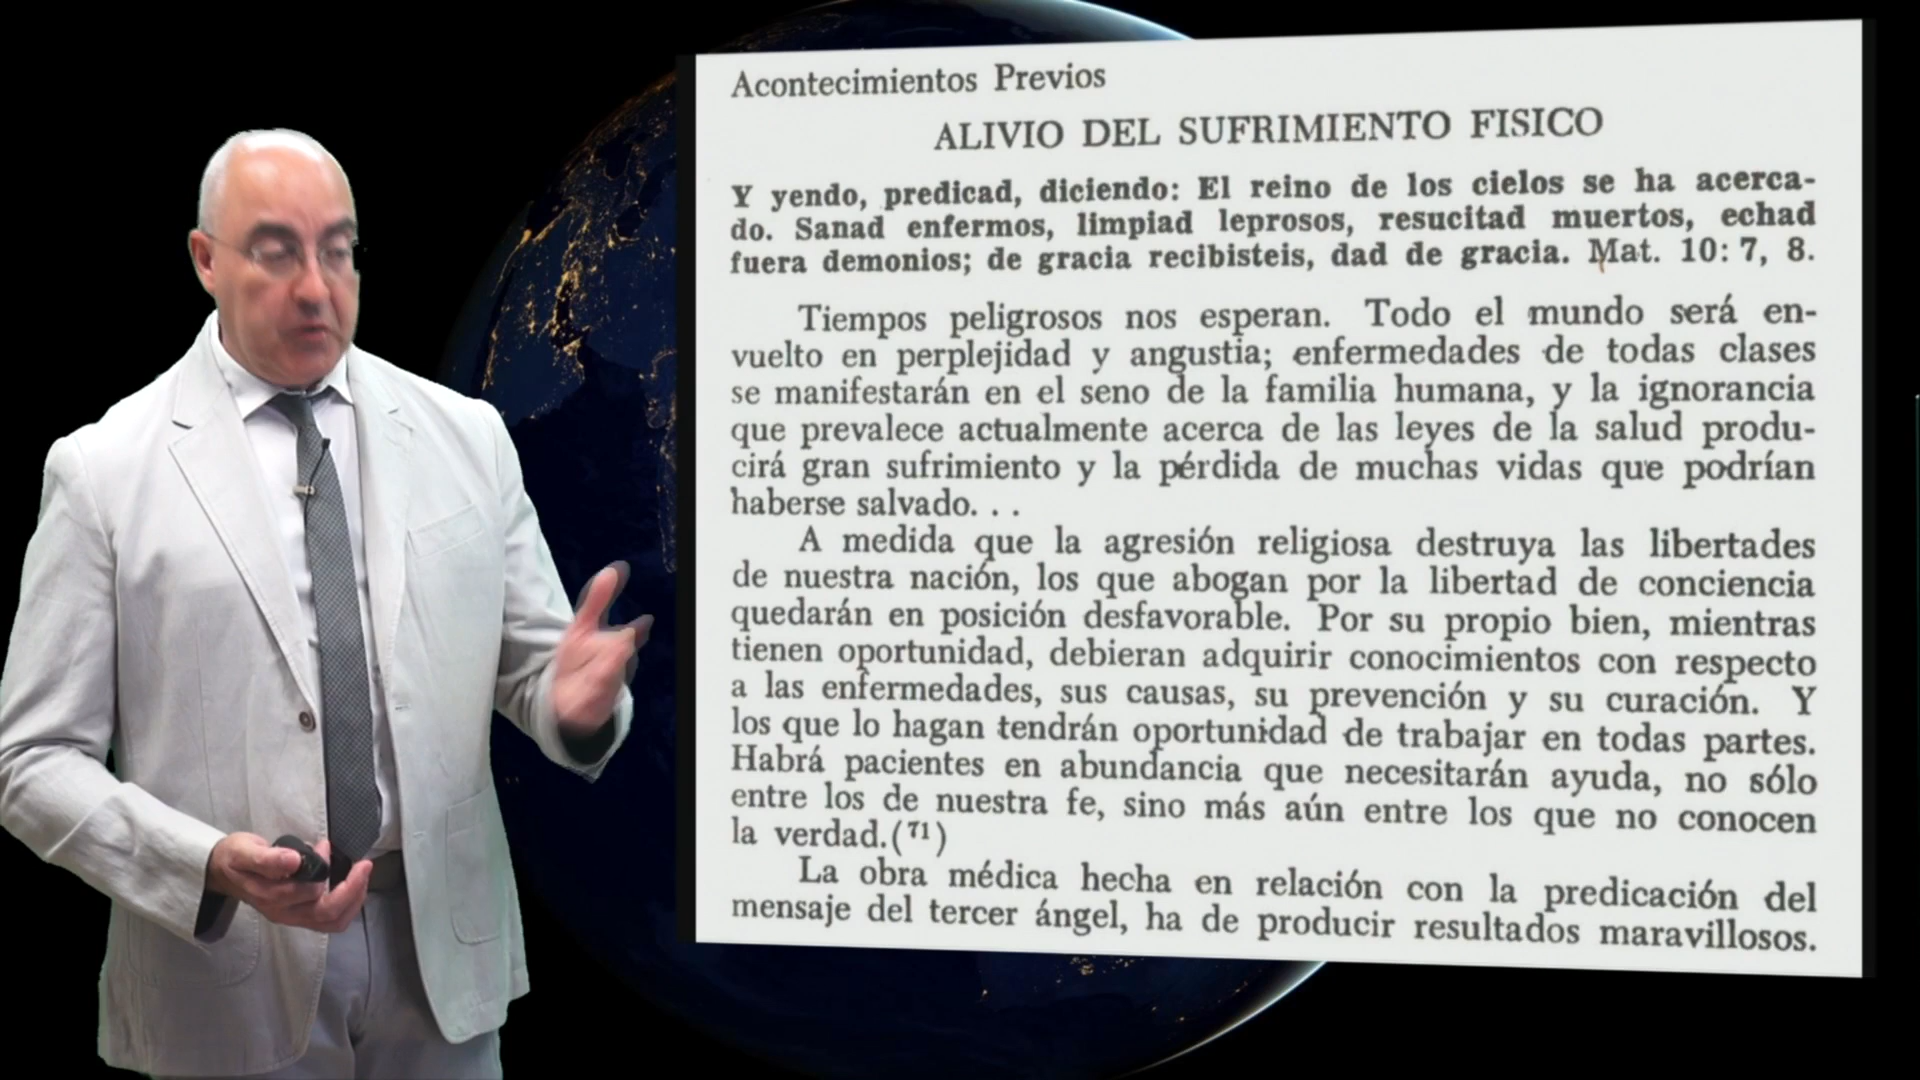 Acontecimientos Previos
ALIVIO DEL SUFRIMIENTO FISICO
Y yendo, predicad, diciendo: El reino de los cielos se ha acerca-
do. Sanad enfermos, limpiad leprosos, resucitad muertos, echad
fuera demonios; de gracia recibisteis, dad de gracia. Mat. 10: 7, 8.
Tiempos peligrosos nos esperan. Todo el mundo será en-
vuelto en perplejidad y angustia; enfermedades de todas clases
se manifestarán en el seno de la familia humana, y la ignorancia
que prevalece actualmente acerca de las leyes de la salud produ-
cirá gran sufrimiento y la pérdida de muchas vidas que podrían
haberse salvado. . .
A medida que la agresión religiosa destruya las libertades
de nuestra nación, los que abogan por la libertad de conciencia
quedarán en posición desfavorable. Por su propio bien, mientras
tienen oportunidad, debieran adquirir conocimientos con respecto
a las enfermedades, sus causas, su prevención y su curación. Y
los que lo hagan tendrán oportunidad de trabajar en todas partes.
Habrá pacientes en abundancia que necesitarán ayuda, no sólo
entre los de nuestra fe, sino más aún entre los que no conocen
la verdad.(71)
La obra médica hecha en relación con la predicación del
mensaje del tercer ángel, ha de producir resultados maravillosos.